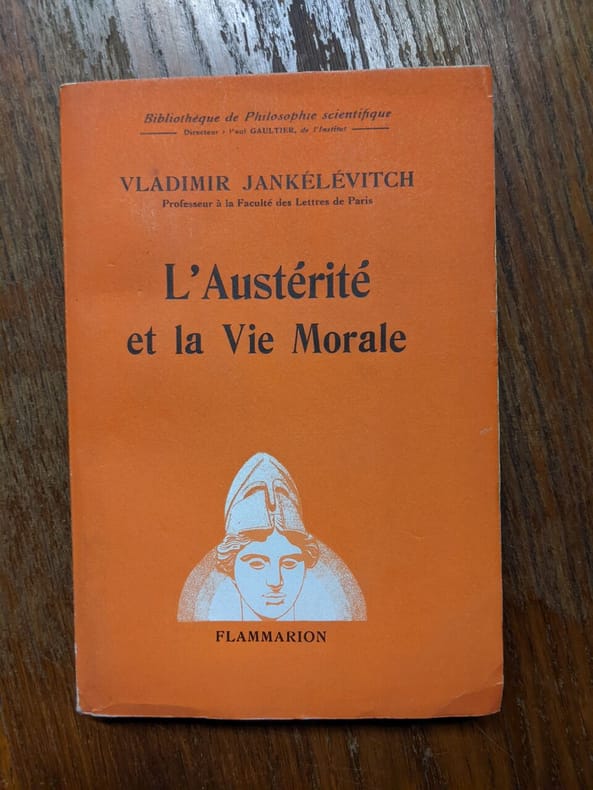 Bibliothèque de Philosophie scientifique
Directeur : Paul GAULTIER, de l'Institut
VLADIMIR JANKÉLÉVITCH
Professeur à la Faculté des Lettres de Paris
L'Austérité
et la Vie Morale
FLAMMARION